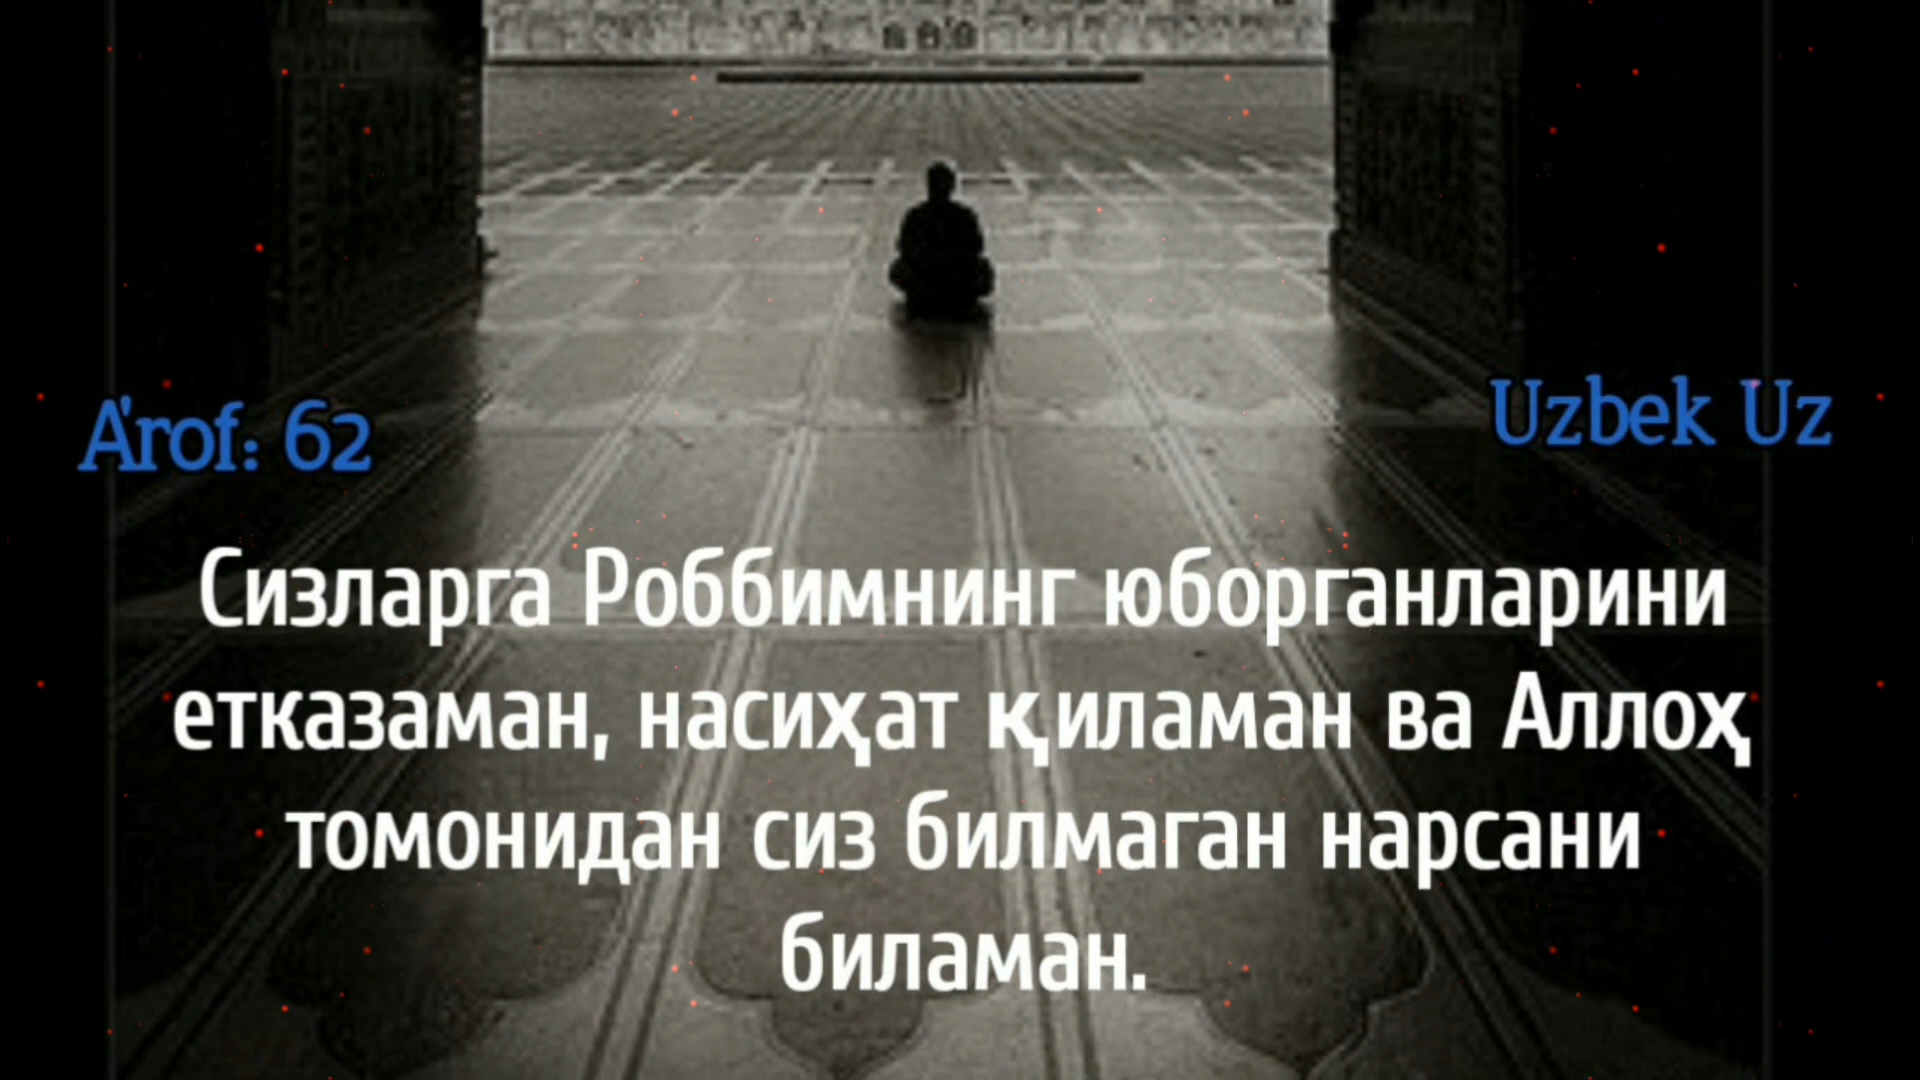 A'rof: 62
Uzbek Uz
Сизларга Роббимнинг юборганларини
етказаман, насиҳат қиламан ва Аллоҳ
томонидан сиз билмаган нарсани
биламан.